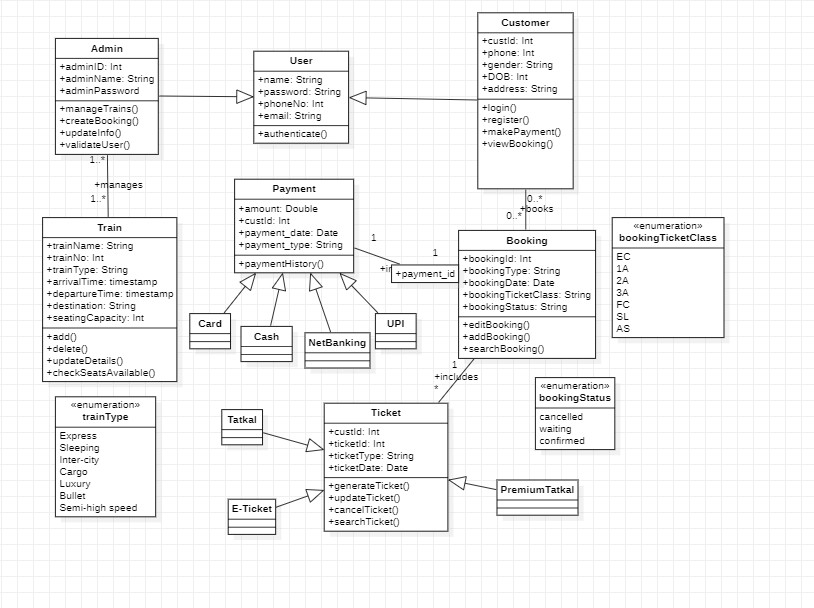 Admin
+adminID: Int
+adminName: String
+adminPassword
+manageTrains()
+createBooking()
+updateInfo()
+validateUser()
User
+name: String
+password: String
+phoneNo: Int
+email: String
+authenticate()
Customer
+custId: Int
+phone: Int
+gender: String
+DOB: Int
+address: String
+login()
+register()
+makePayment()
+viewBooking()
1..*
+manages
1..*
Train
+trainName: String
+trainNo: Int
+trainType: String
+arrivalTime: timestamp
+departureTime: timestamp
+destination: String
+seatingCapacity: Int
+add()
+delete()
+updateDetails()
+checkSeatsAvailable()
Payment
+amount: Double
+custId: Int
+payment_date: Date
+payment_type: String
+paymentHistory()
1
1
+payment_id
0..*
+books
0..*
Booking
+bookingId: Int
+bookingType: String
+bookingDate: Date
+bookingTicketClass: String
+bookingStatus: String
+editBooking()
+addBooking()
+searchBooking()
«enumeration»
bookingTicketClass
EC
1A
2A
3A
FC
SL
AS
Card
Cash
NetBanking
UPI
1
+includes
*
«enumeration»
bookingStatus
cancelled
waiting
confirmed
«enumeration»
trainType
Express
Sleeping
Inter-city
Cargo
Luxury
Bullet
Semi-high speed
Tatkal
E-Ticket
Ticket
+custId: Int
+ticketId: Int
+ticketType: String
+ticketDate: Date
+generateTicket()
+updateTicket()
+cancelTicket()
+searchTicket()
PremiumTatkal